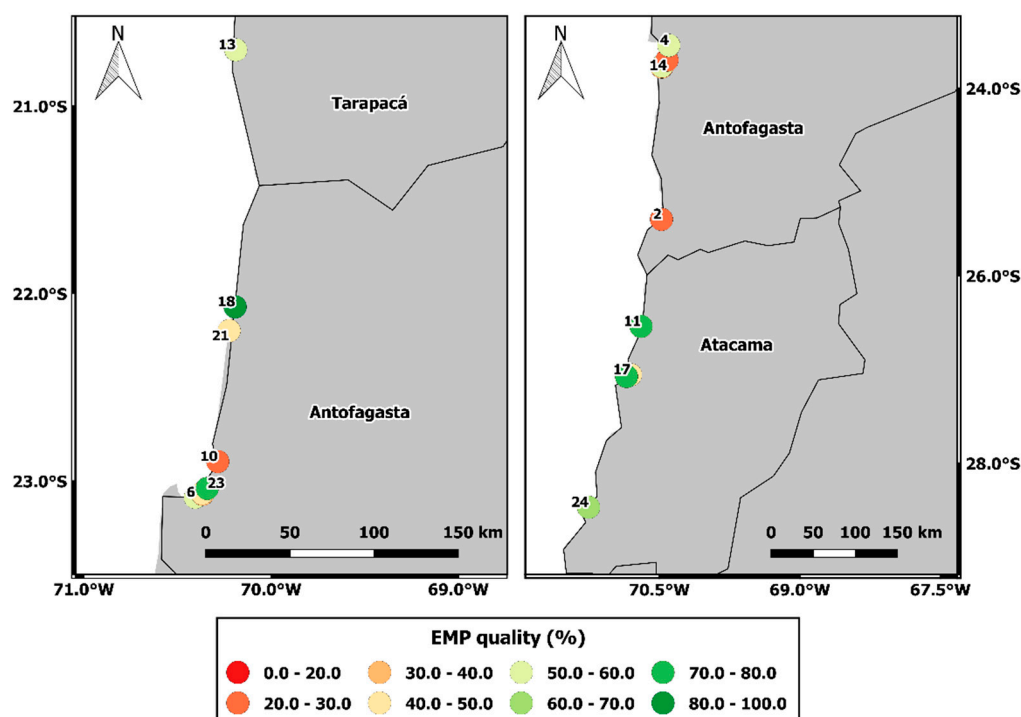 N
13
Tarapacá
21.0°S
22.0°S
18
21
Antofagasta
10
23.0°S
6
23
0 50 100 150 km
71.0°W 70.0°W 69.0°W
N
4
14
24.0°S
Antofagasta
2
26.0°S
11
Atacama
17
28.0°S
24
0 50 100 150 km
70.5°W 69.0°W 67.5°W
EMP quality (%)
0.0 - 20.0 30.0 - 40.0 50.0 - 60.0 70.0 - 80.0
20.0 - 30.0 40.0 - 50.0 60.0 - 70.0 80.0 - 100.0